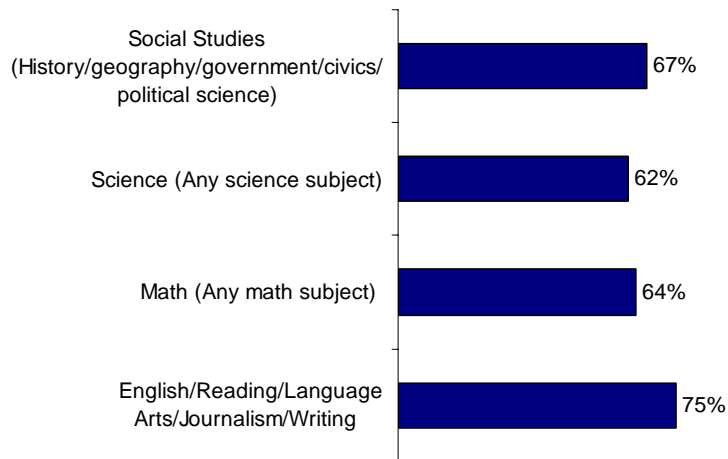 Social Studies
(History/geography/government/civics/
political science)
67%
Science (Any science subject)
62%
Math (Any math subject)
64%
English/Reading/Language
Arts/Journalism/Writing
75%